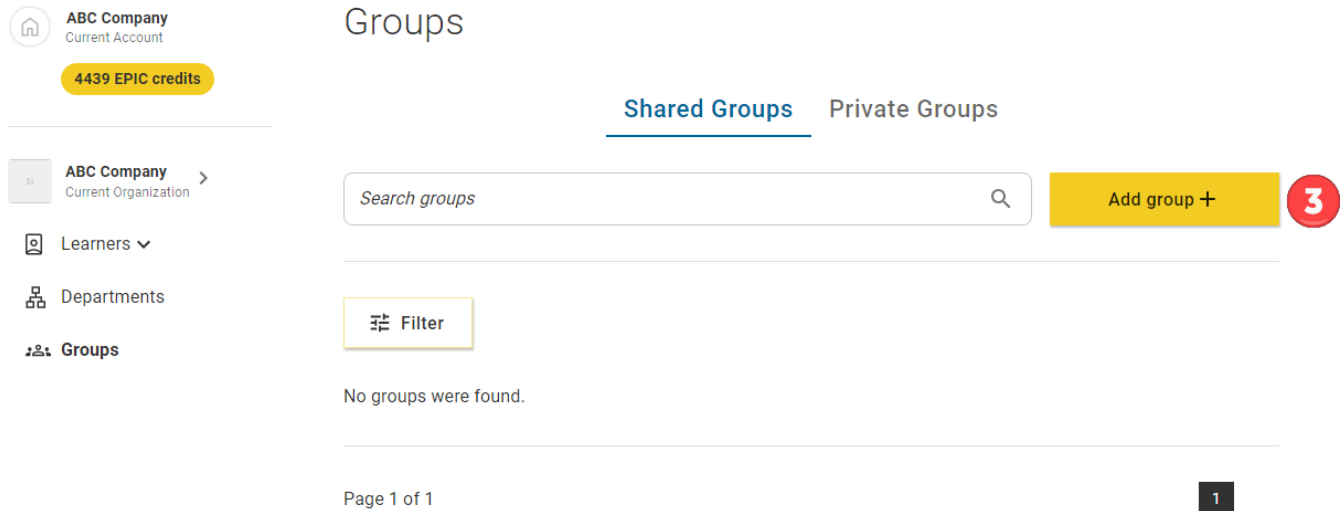 ABC Company
Current Account
4439 EPIC credits
ABC Company
Current Organization
Learners
Departments
Groups
Groups
Shared Groups Private Groups
Search groups
Add group +
3
Filter
No groups were found.
Page 1 of 1
1